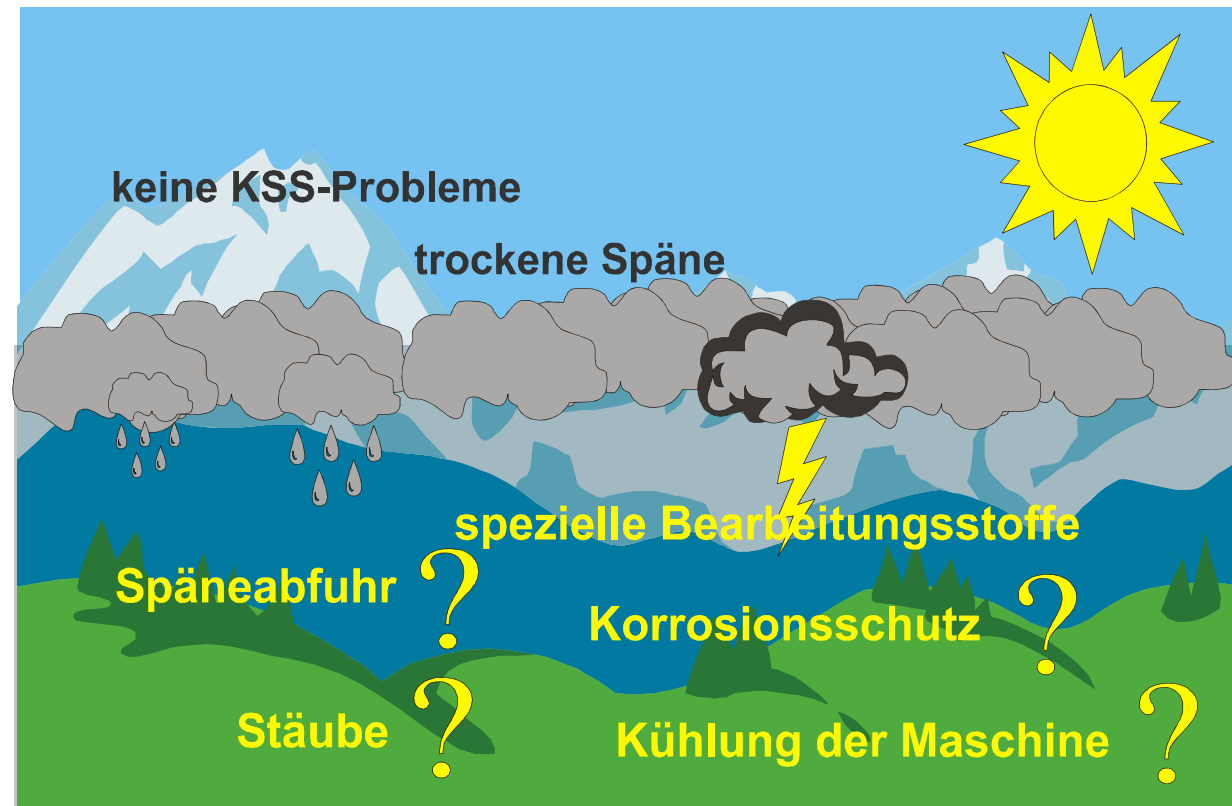 keine KSS-Probleme
trockene Späne
spezielle Bearbeitungsstoffe
Späneabfuhr ?
Korrosionsschutz ?
Stäube ?
Kühlung der Maschine ?